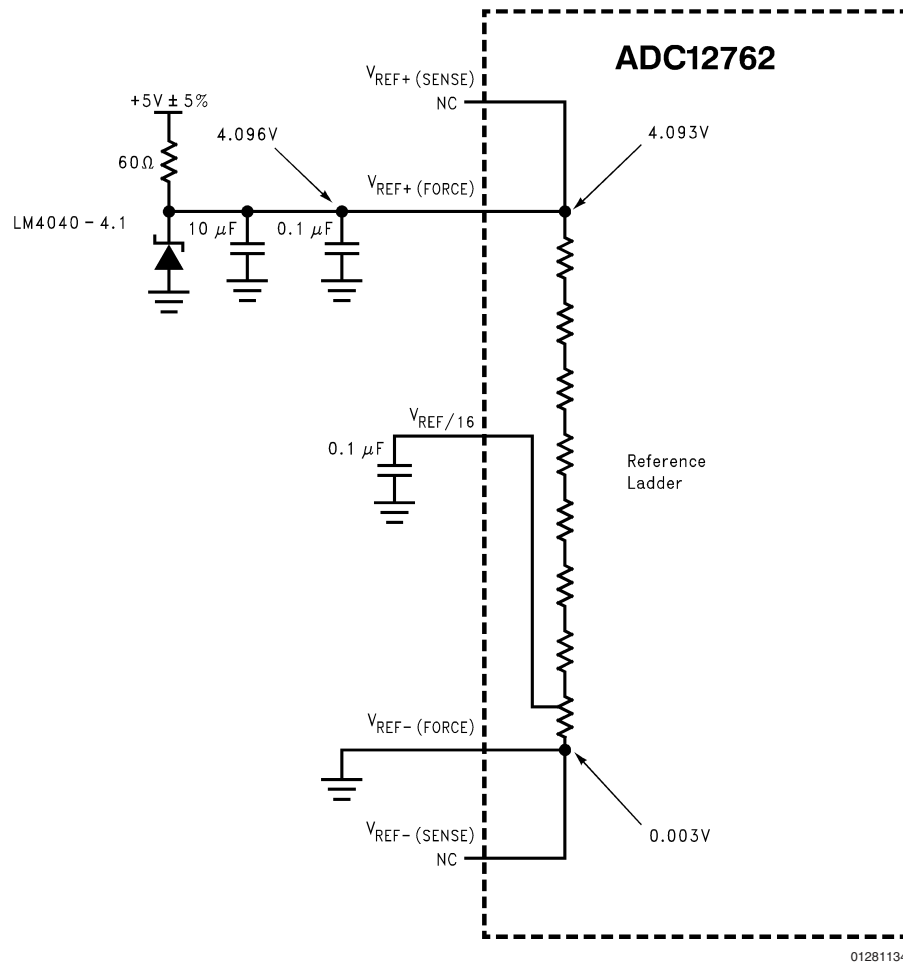 ADC12762
VREF+ (SENSE)
NC
+5V ± 5%
4.096V
4.093V
60Ω
VREF+ (FORCE)
LM4040 - 4.1
10 μF
0.1 μF
VREF/16
0.1 μF
Reference
Ladder
VREF- (FORCE)
VREF- (SENSE)
NC
0.003V
01281134